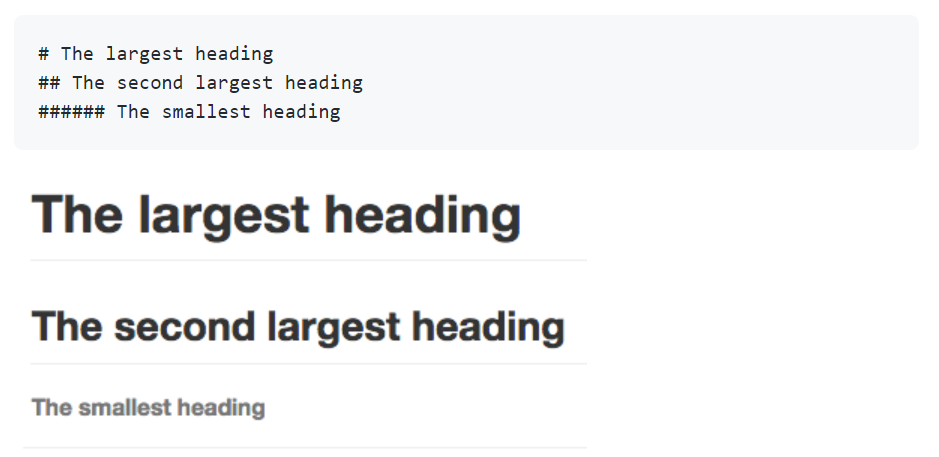 # The largest heading
## The second largest heading
###### The smallest heading
The largest heading
The second largest heading
The smallest heading